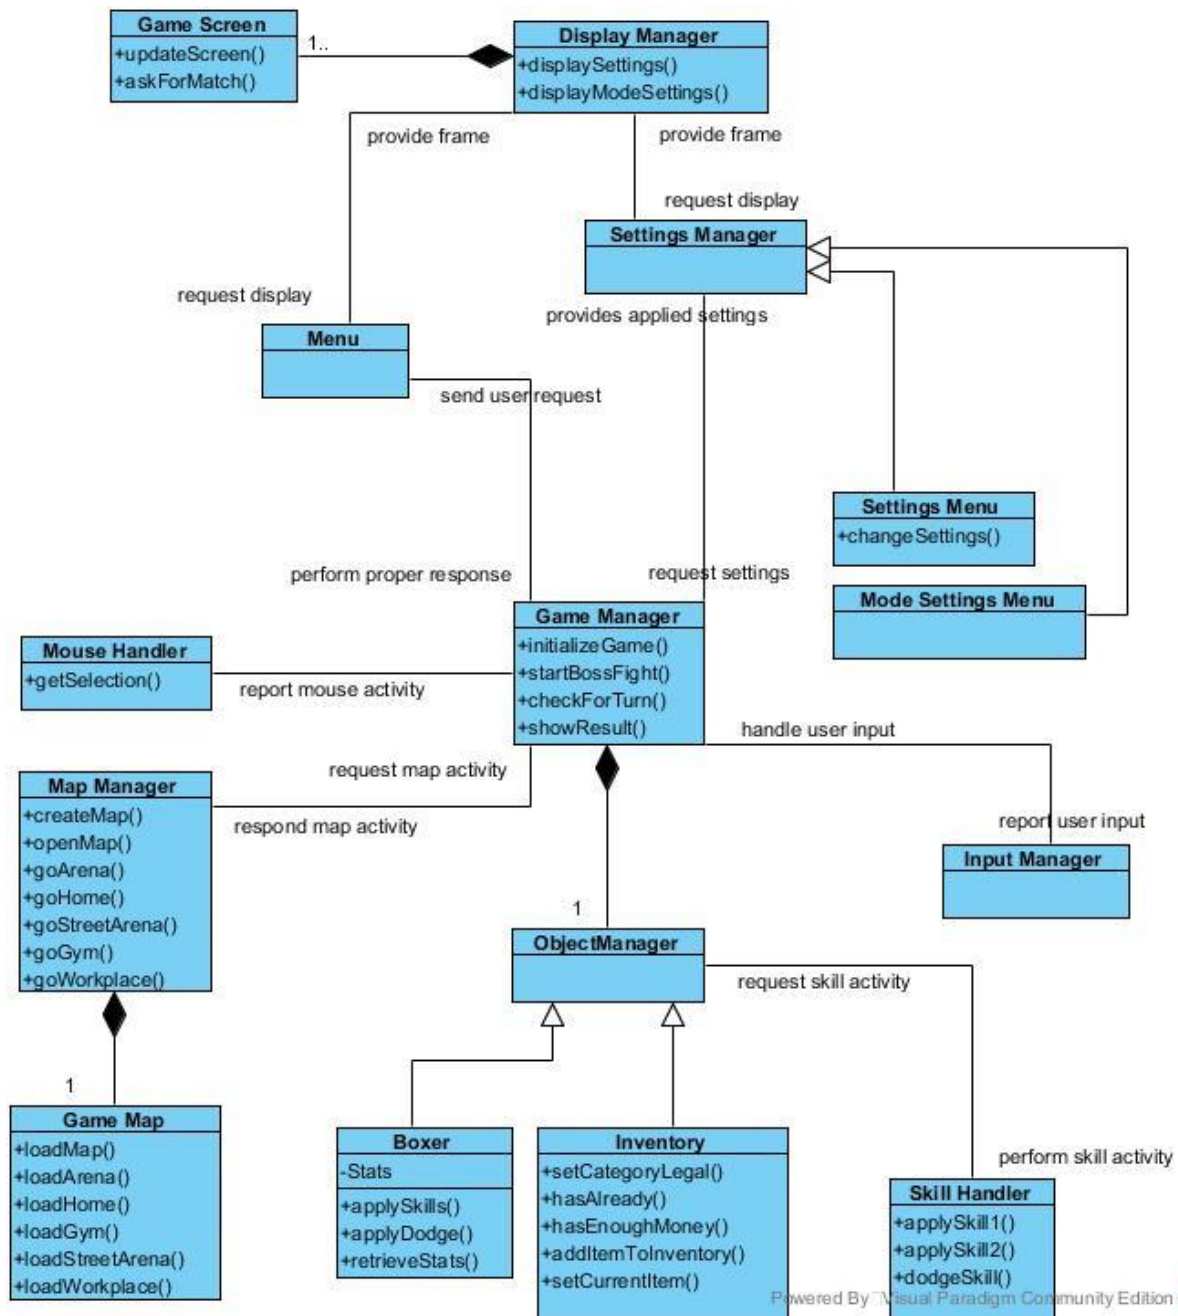 Game Screen
+updateScreen()
+askForMatch()
1..
Display Manager
+displaySettings()
+displayModeSettings()
provide frame
provide frame
request display
Settings Manager
provides applied settings
request display
Menu
send user request
Settings Menu
+changeSettings()
Mode Settings Menu
perform proper response
request settings
Game Manager
+initializeGame()
+startBossFight()
+checkForTurn()
+showResult()
Mouse Handler
+getSelection()
report mouse activity
handle user input
request map activity
respond map activity
Map Manager
+createMap()
+openMap()
+goArena()
+goHome()
+goStreetArena()
+goGym()
+goWorkplace()
report user input
Input Manager
1
ObjectManager
request skill activity
1
Game Map
+loadMap()
+loadArena()
+loadHome()
+loadGym()
+loadStreetArena()
+loadWorkplace()
Boxer
-Stats
+applySkills()
+applyDodge()
+retrieveStats()
Inventory
+setCategoryLegal()
+hasAlready()
+hasEnoughMoney()
+addItemToInventory()
+setCurrentItem()
perform skill activity
Skill Handler
+applySkill1()
+applySkill2()
+dodgeSkill()
Powered By Visual Paradigm Community Edition